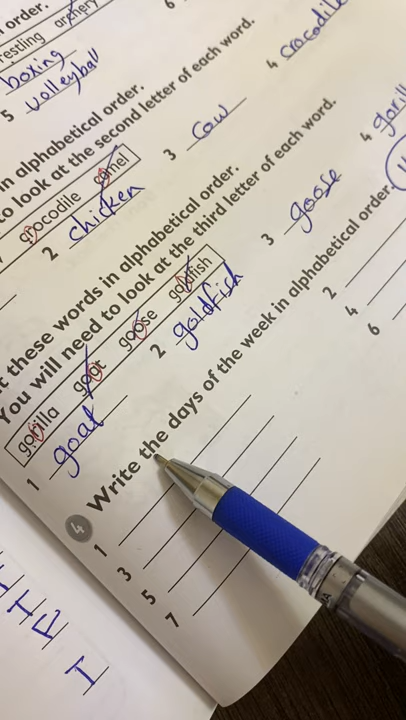 order.
restling archery
boxing
5 volleyball
6
in alphabetical order.
to look at the second letter of each word.
crocodile camel
2 chicken 3 cow 4 crocodile
these words in alphabetical order.
You will need to look at the third letter of each word.
gorilla goat goose goldfish
1 goat 2 goldfish 3 goose 4 gorill
4 Write the days of the week in alphabetical order.
1 2
3 4
5 6
7